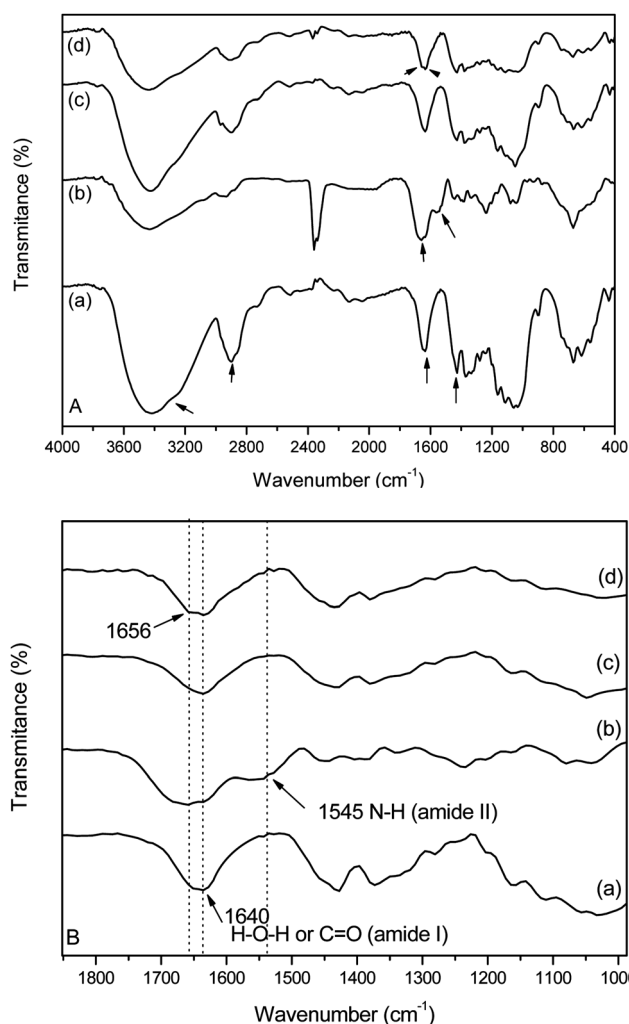 (d)
(c)
(b)
(a)
A
Transmitance (%)
4000 3600 3200 2800 2400 2000 1600 1200 800 400
Wavenumber (cm-1)
(d)
1656
(c)
(b)
1545 N-H (amide II)
(a)
1640
H-O-H or C=O (amide I)
B
Transmitance (%)
1800 1700 1600 1500 1400 1300 1200 1100 1000
Wavenumber (cm-1)